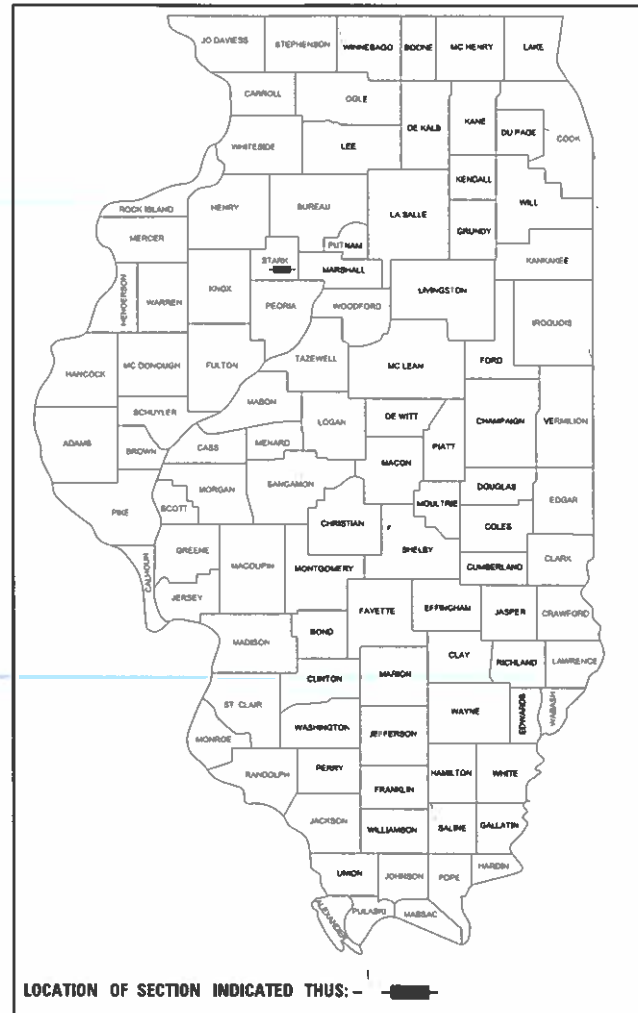 JO DAVIESS STEPHENSON WINNEBAGO BOONE MC HENRY LAKE
CARROLL OGLE DE KALB KANE DU PAGE COOK
WHITESIDE LEE
KENDALL WILL
ROCK ISLAND HENRY BUREAU LA SALLE GRUNDY
MERCER PUTNAM KANKAKEE
STARK MARSHALL
HENDERSON WARREN KNOX PEORIA WOODFORD LIVINGSTON IROQUOIS
HANCOCK MC DONOUGH FULTON TAZEWELL MC LEAN FORD
MASON
SCHUYLER LOGAN DE WITT CHAMPAIGN VERMILION
ADAMS BROWN CASS MENARD PIATT
MACON
MORGAN SANGAMON MOULTRIE DOUGLAS EDGAR
PIKE SCOTT CHRISTIAN COLES
GREENE SHELBY
CALHOUN MACOUPIN MONTGOMERY CUMBERLAND CLARK
JERSEY
FAYETTE EFFINGHAM JASPER CRAWFORD
MADISON BOND
CLAY RICHLAND LAWRENCE
CLINTON MARION
ST CLAIR WAYNE EDWARDS WABASH
WASHINGTON JEFFERSON
MONROE
RANDOLPH PERRY HAMILTON WHITE
FRANKLIN
JACKSON WILLIAMSON SALINE GALLATIN
UNION JOHNSON POPE HARDIN
ALEXANDER PULASKI MASSAC
LOCATION OF SECTION INDICATED THUS:-